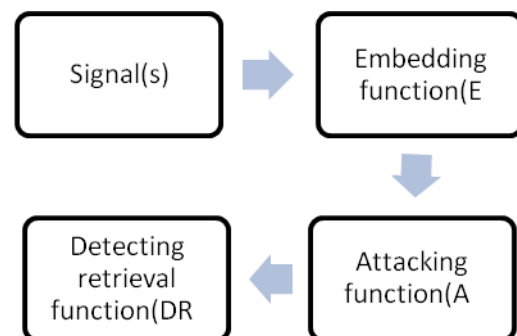 Signal(s)
Embedding
function(E
Attacking
function(A
Detecting
retrieval
function(DR